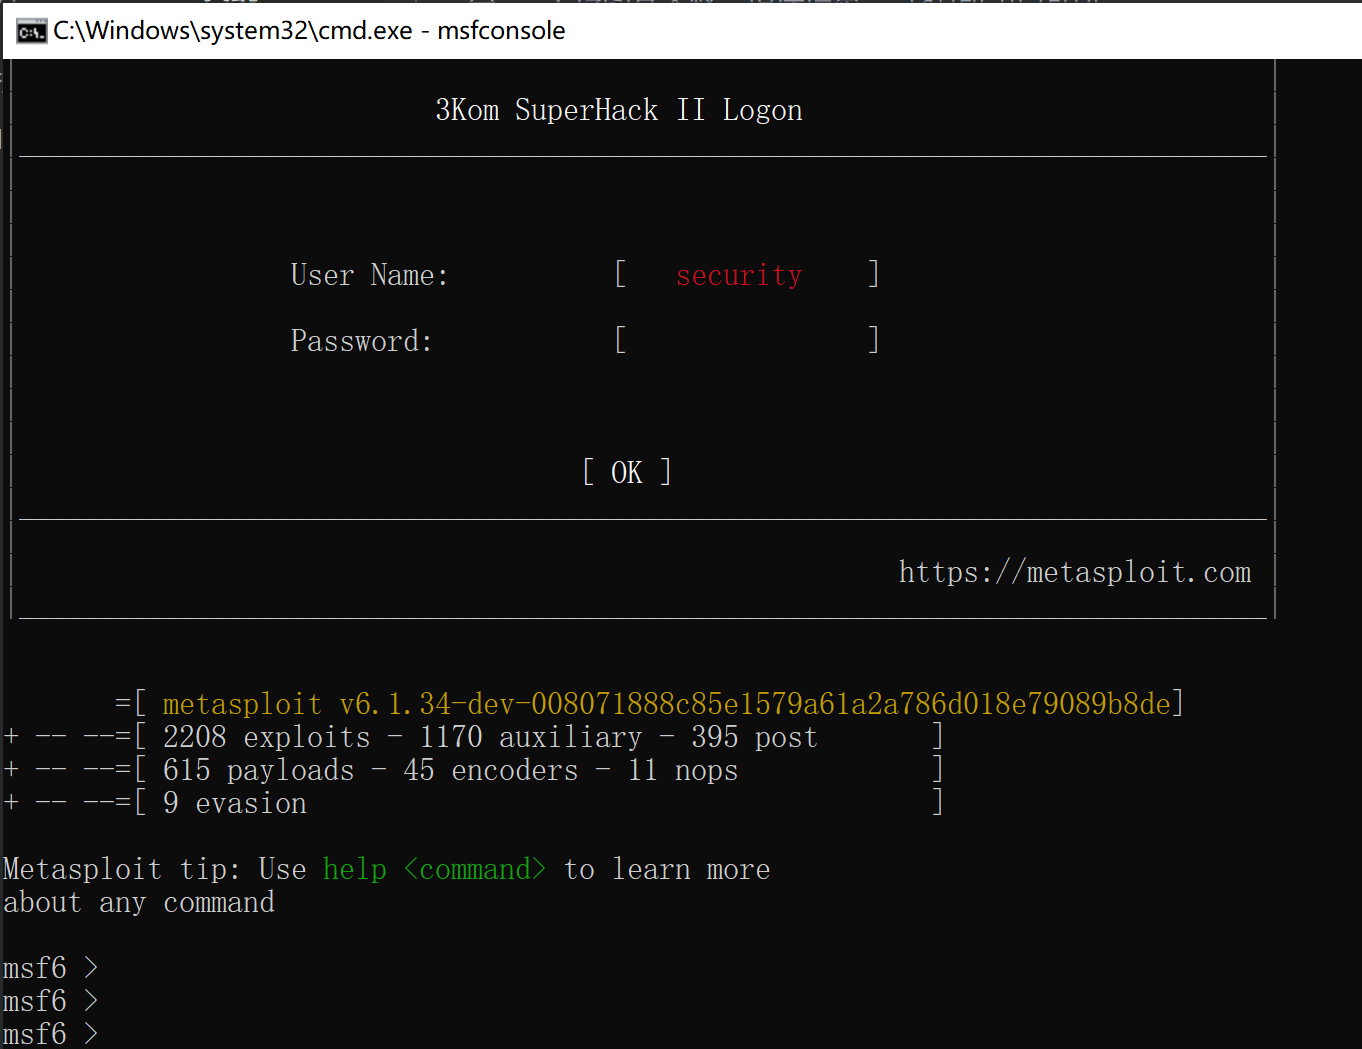 C:\Windows\system32\cmd.exe - msfconsole
3Kom SuperHack II Logon
User Name: [ security ]
Password: [ ]
[ OK ]
https://metasploit.com
=[ metasploit v6.1.34-dev-008071888c85e1579a61a2a786d018e79089b8de]
+ -- --=[ 2208 exploits - 1170 auxiliary - 395 post ]
+ -- --=[ 615 payloads - 45 encoders - 11 nops ]
+ -- --=[ 9 evasion ]
Metasploit tip: Use help <command> to learn more
about any command
msf6 >
msf6 >
msf6 >